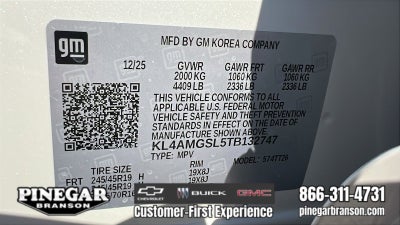 gm
MFD BY GM KOREA COMPANY
12/25 GVWR GAWR FRT GAWR RR
2000 KG 1060 KG 1060 KG
4409 LB 2336 LB 2336 LB
THIS VEHICLE CONFORMS TO ALL
APPLICABLE U.S. FEDERAL MOTOR
VEHICLE SAFETY AND THEFT PREVENTION
STANDARDS IN EFFECT ON THE DATE OF
MANUFACTURE SHOWN ABOVE.
KL4AMGSL5TB132747
TYPE: MPV
TIRE SIZE RIM
FRT 245/45R19 19X8J
245/45R19 19X8J
PINEGAR
BRANSON
CHEVROLET BUICK GMC
Customer-First Experience
866-311-4731
pinegarbranson.com